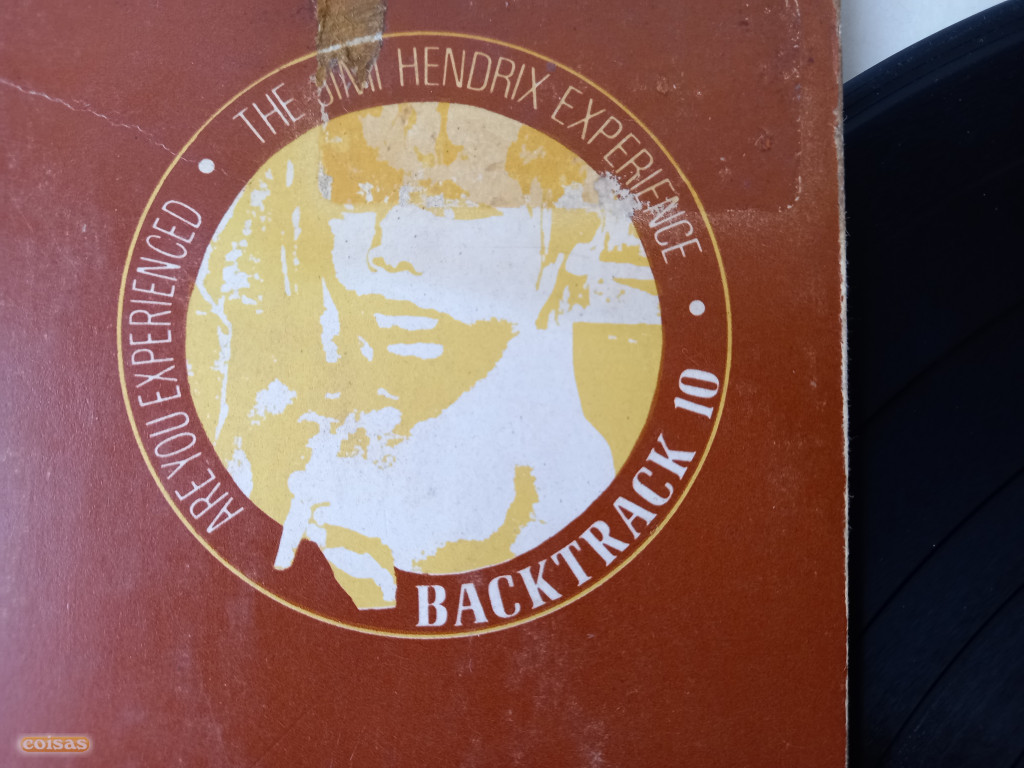 THE JIMI HENDRIX EXPERIENCE
ARE YOU EXPERIENCED
BACKTRACK 10
coisas